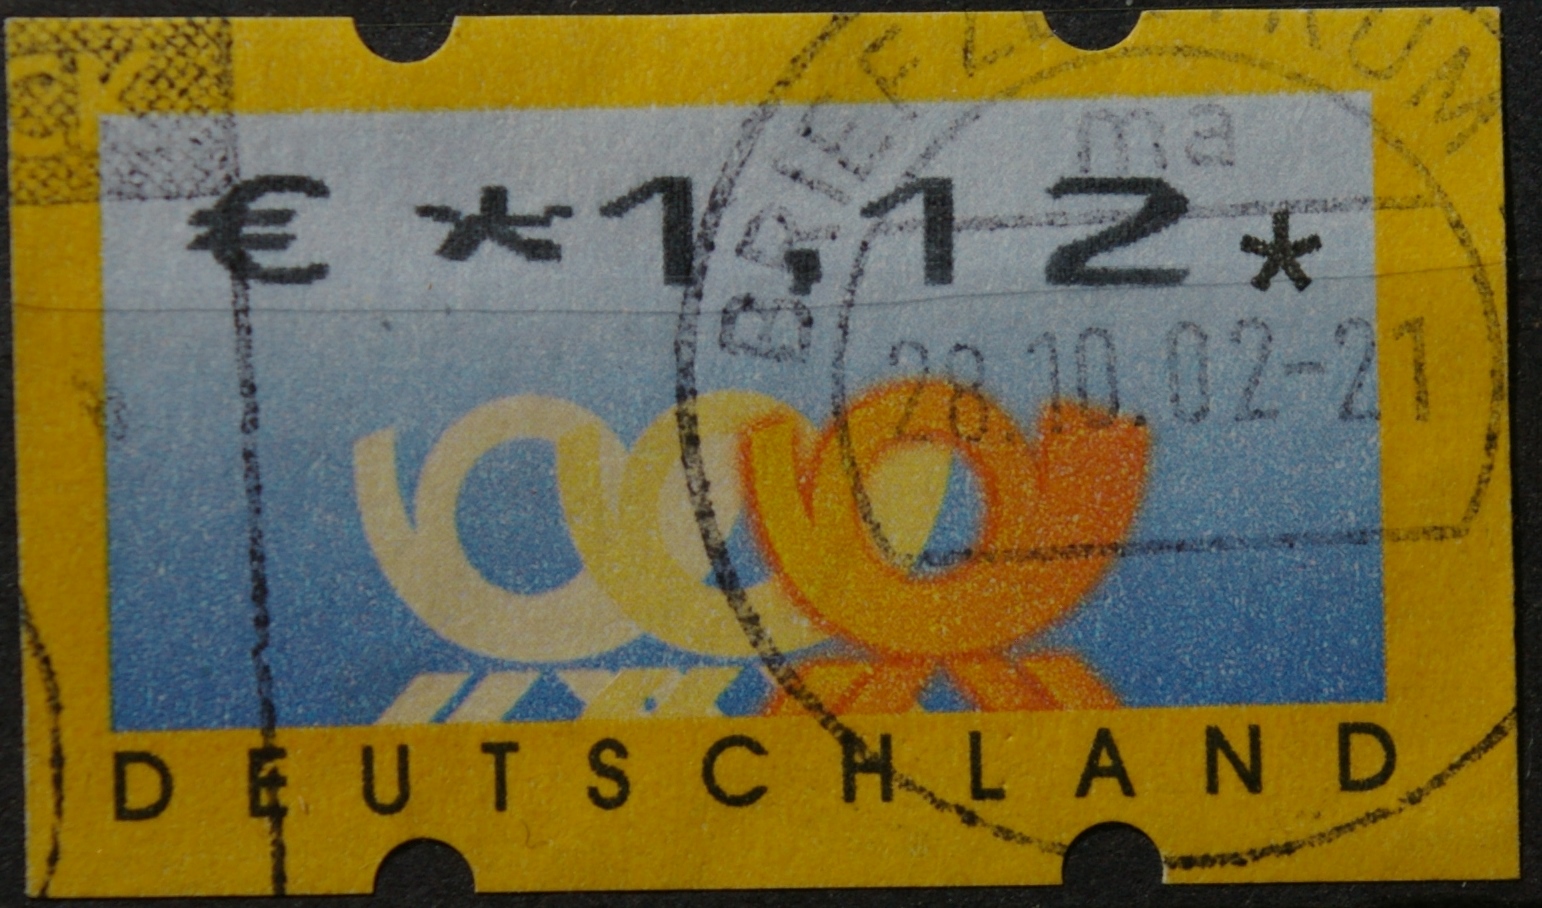 BRIEFZENTRUM
ma
€ *1,12*
28.10.02-21
DEUTSCHLAND